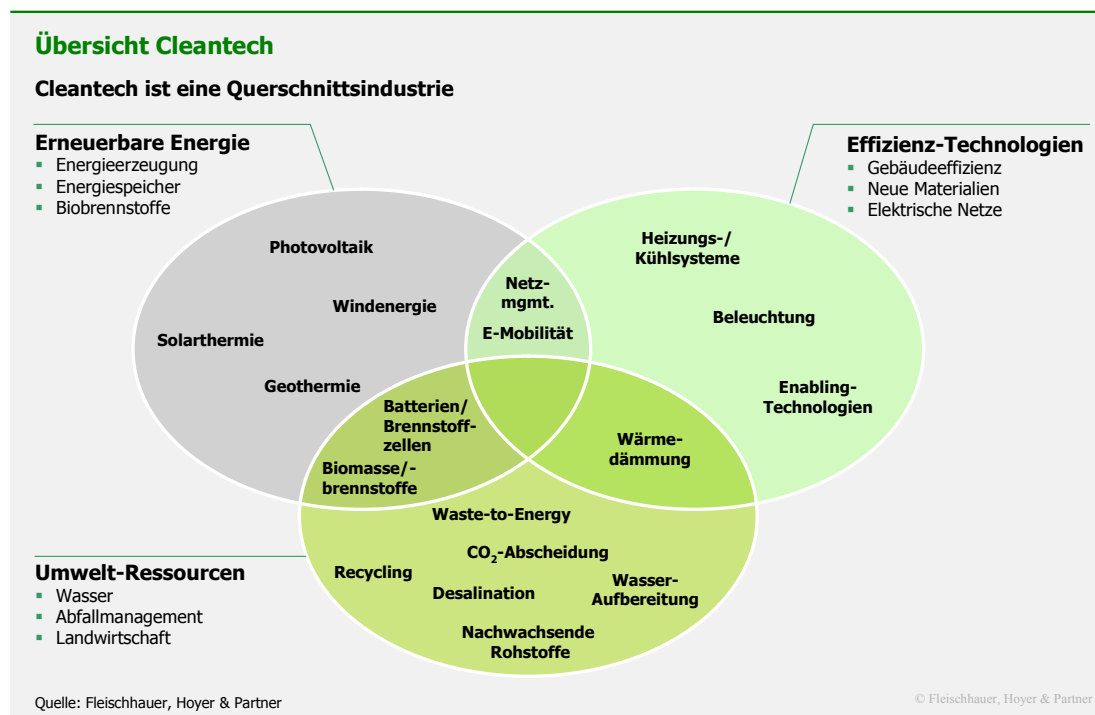 Übersicht Cleantech
Cleantech ist eine Querschnittsindustrie
Erneuerbare Energie
▪ Energieerzeugung
▪ Energiespeicher
▪ Biobrennstoffe
Effizienz-Technologien
▪ Gebäudeeffizienz
▪ Neue Materialien
▪ Elektrische Netze
Photovoltaik
Windenergie
Solarthermie
Geothermie
Netz-
mgmt.
E-Mobilität
Heizungs-/
Kühlsysteme
Beleuchtung
Enabling-
Technologien
Batterien/
Brennstoff-
zellen
Biomasse/-
brennstoffe
Wärme-
dämmung
Waste-to-Energy
CO₂-Abscheidung
Recycling
Desalination
Wasser-
Aufbereitung
Nachwachsende
Rohstoffe
Umwelt-Ressourcen
▪ Wasser
▪ Abfallmanagement
▪ Landwirtschaft
Quelle: Fleischhauer, Hoyer & Partner
© Fleischhauer, Hoyer & Partner